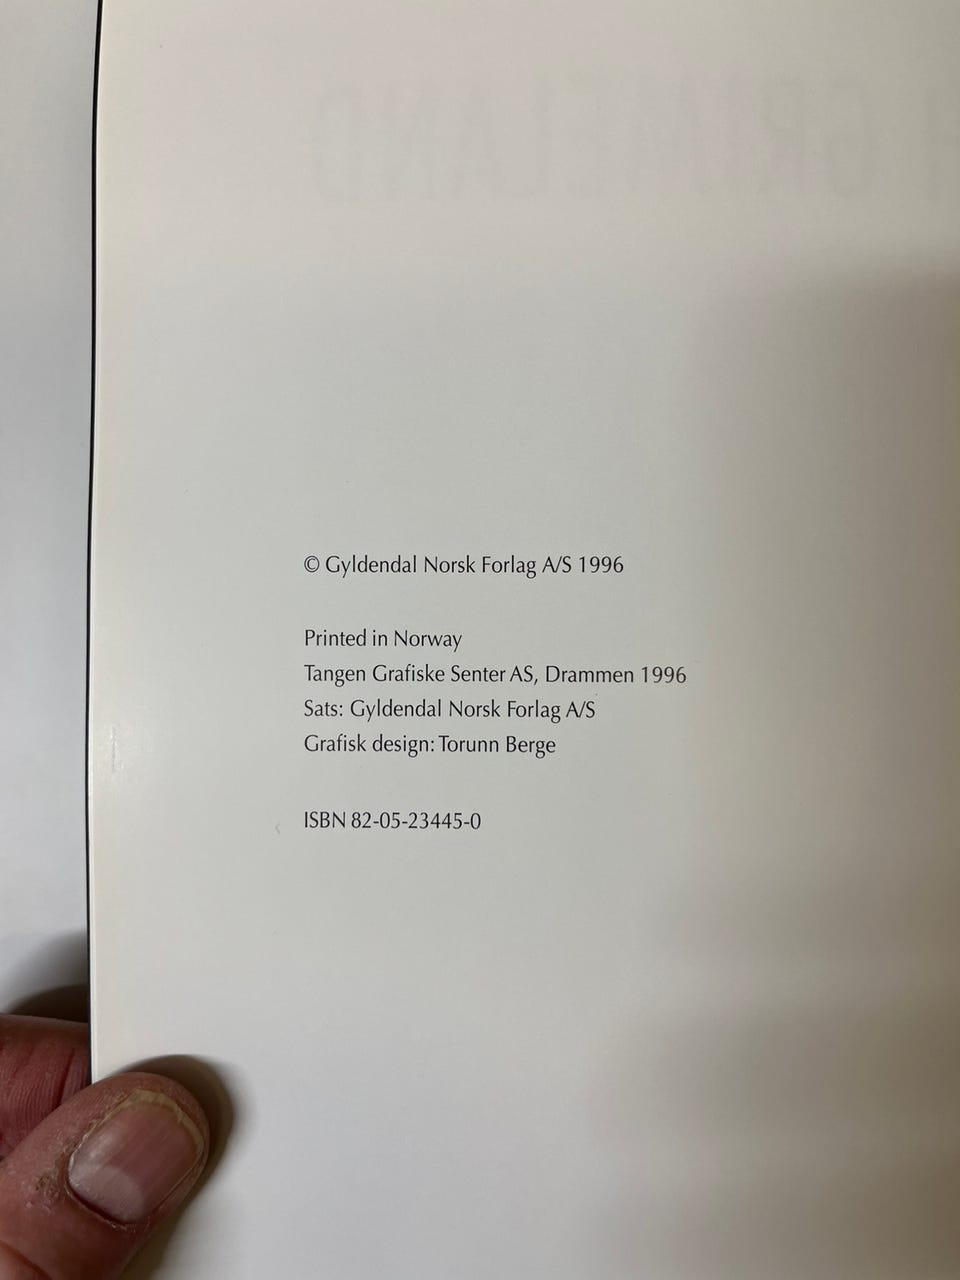 © Gyldendal Norsk Forlag A/S 1996
Printed in Norway
Tangen Grafiske Senter AS, Drammen 1996
Sats: Gyldendal Norsk Forlag A/S
Grafisk design: Torunn Berge
ISBN 82-05-23445-0